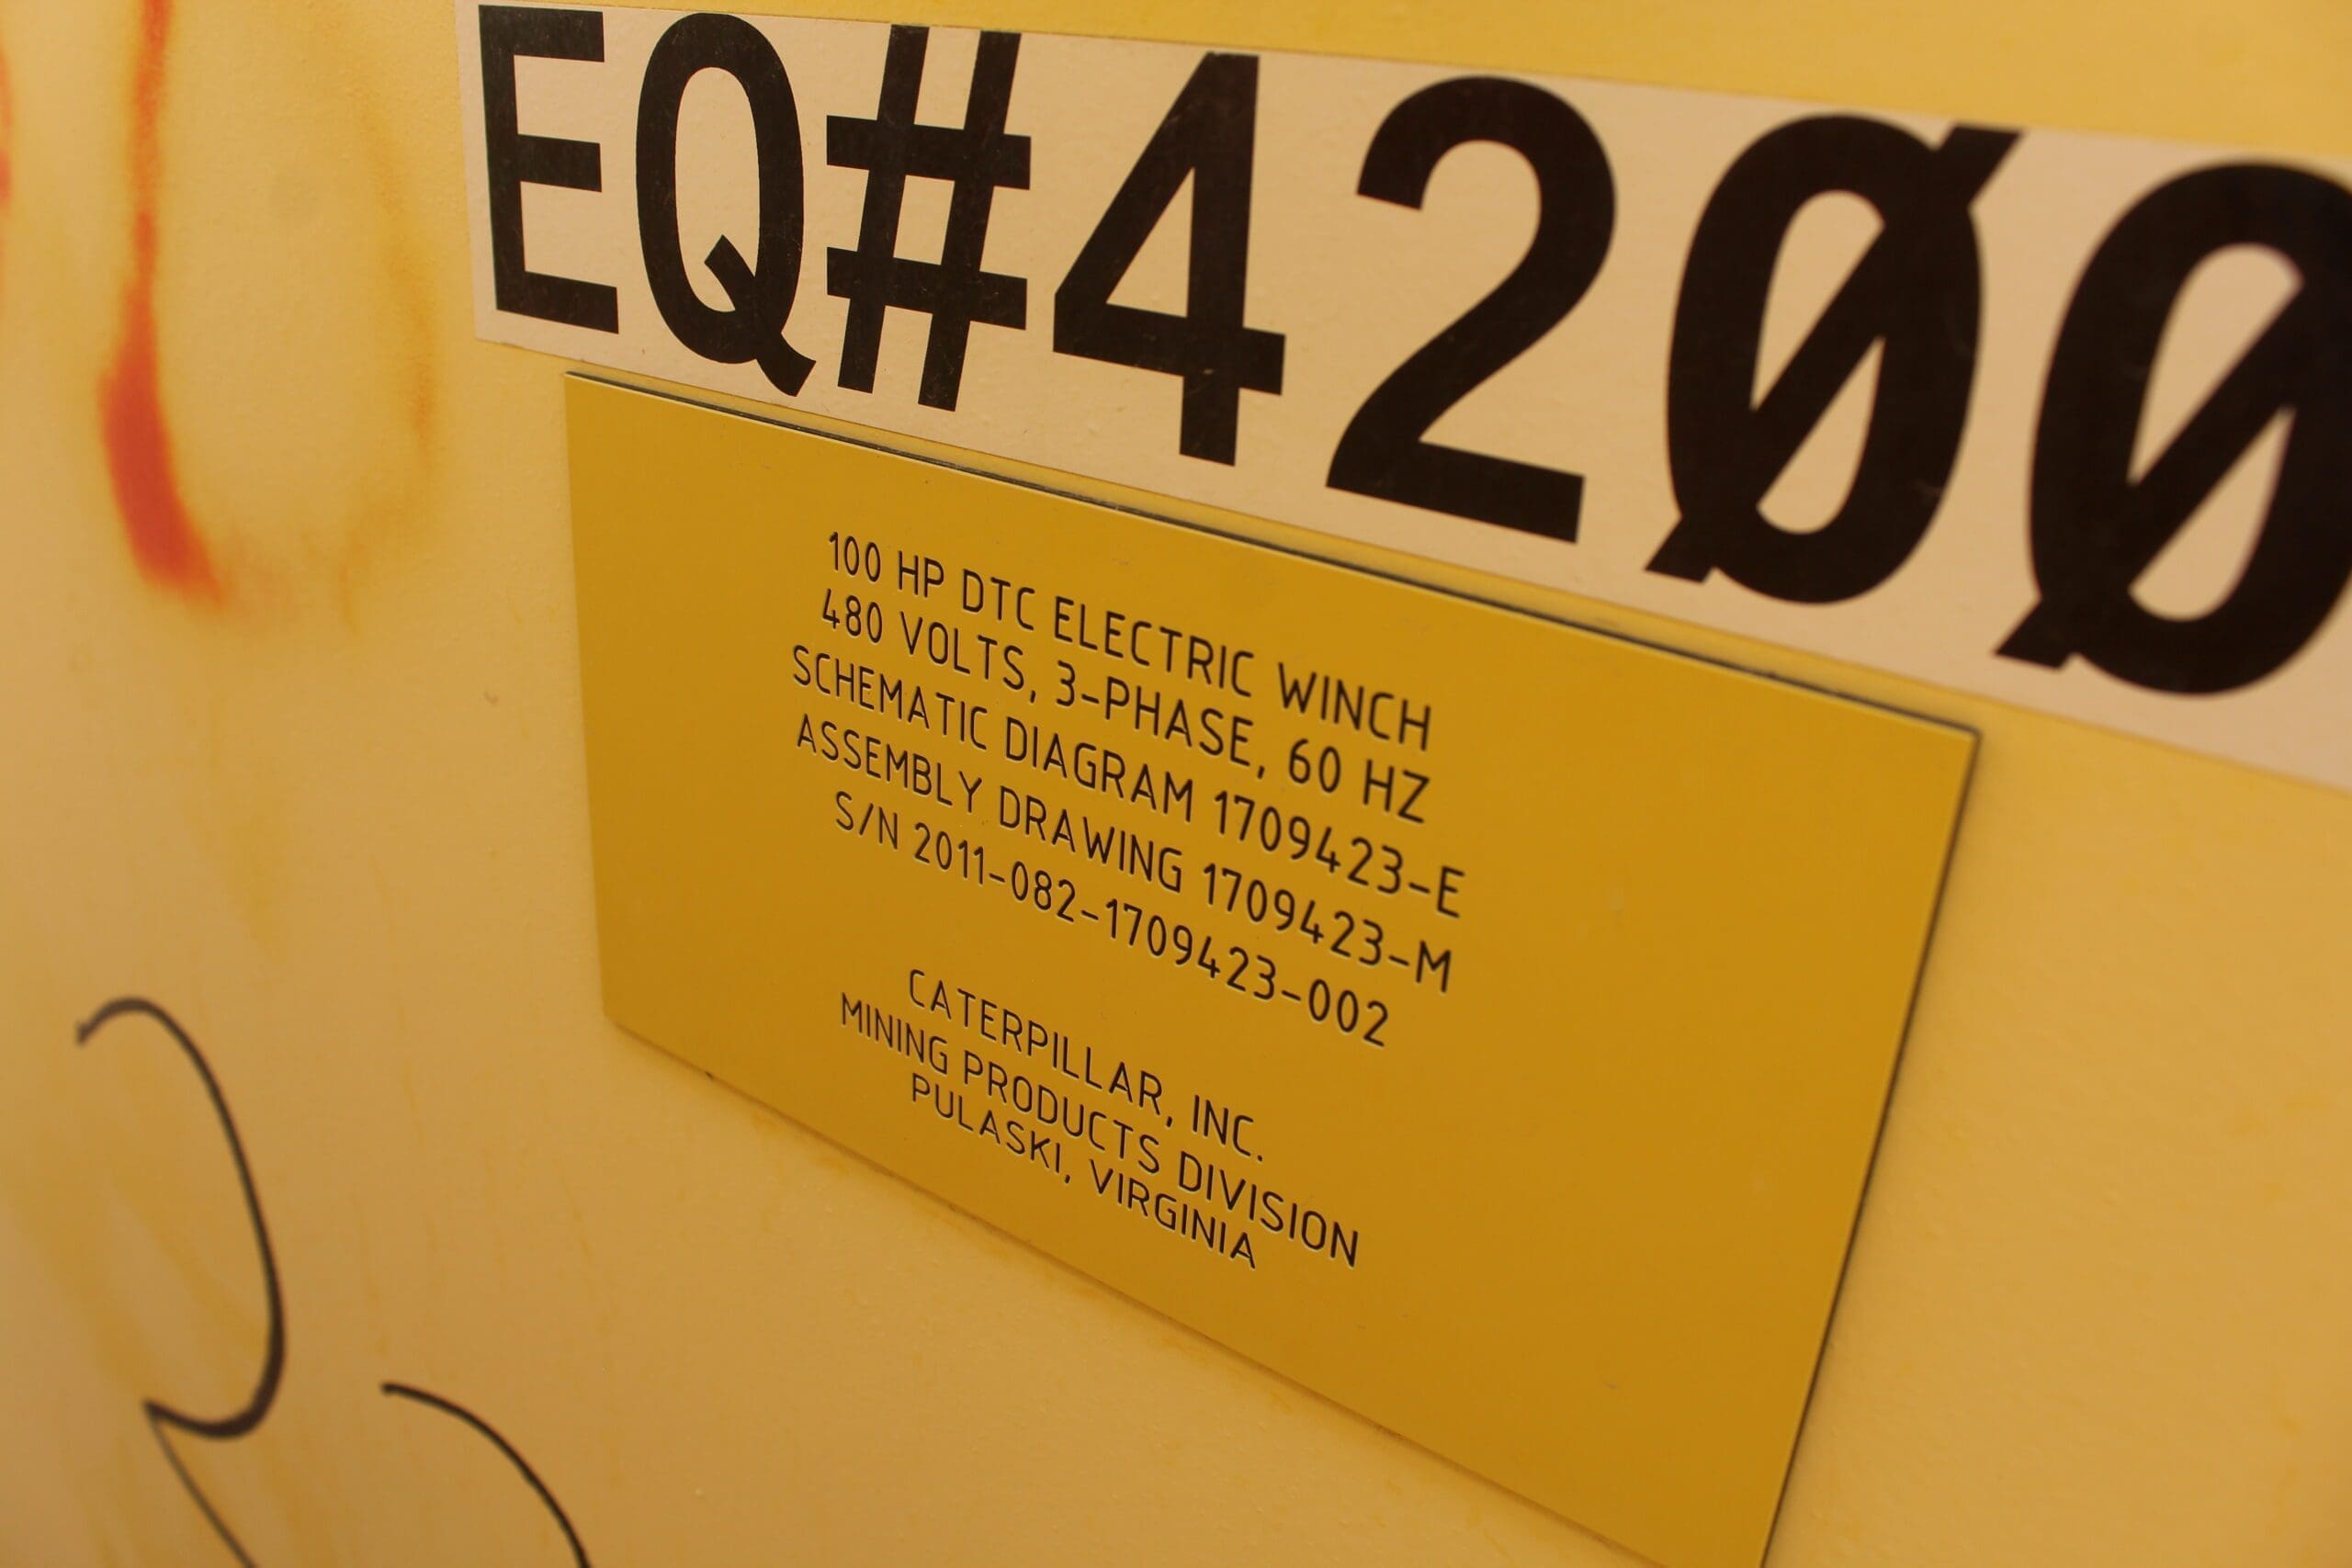 EQ#4200
100 HP DTC ELECTRIC WINCH
480 VOLTS, 3-PHASE, 60 HZ
SCHEMATIC DIAGRAM 1709423-E
ASSEMBLY DRAWING 1709423-M
S/N 2011-082-1709423-002
CATERPILLAR, INC.
MINING PRODUCTS DIVISION
PULASKI, VIRGINIA